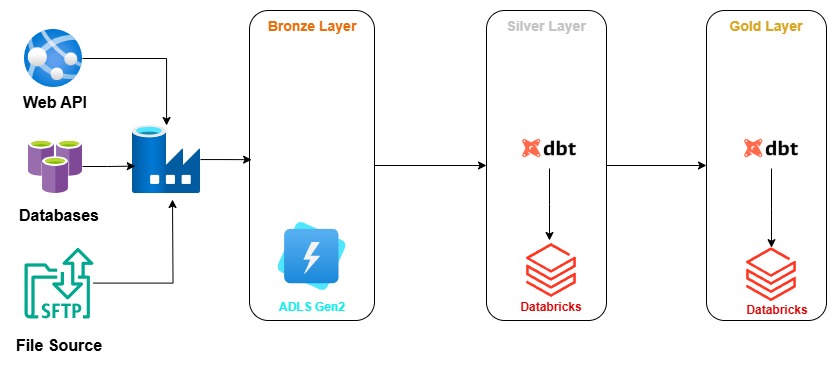 Bronze Layer
Silver Layer
Gold Layer
Web API
dbt
dbt
Databases
SFTP
ADLS Gen2
Databricks
Databricks
File Source